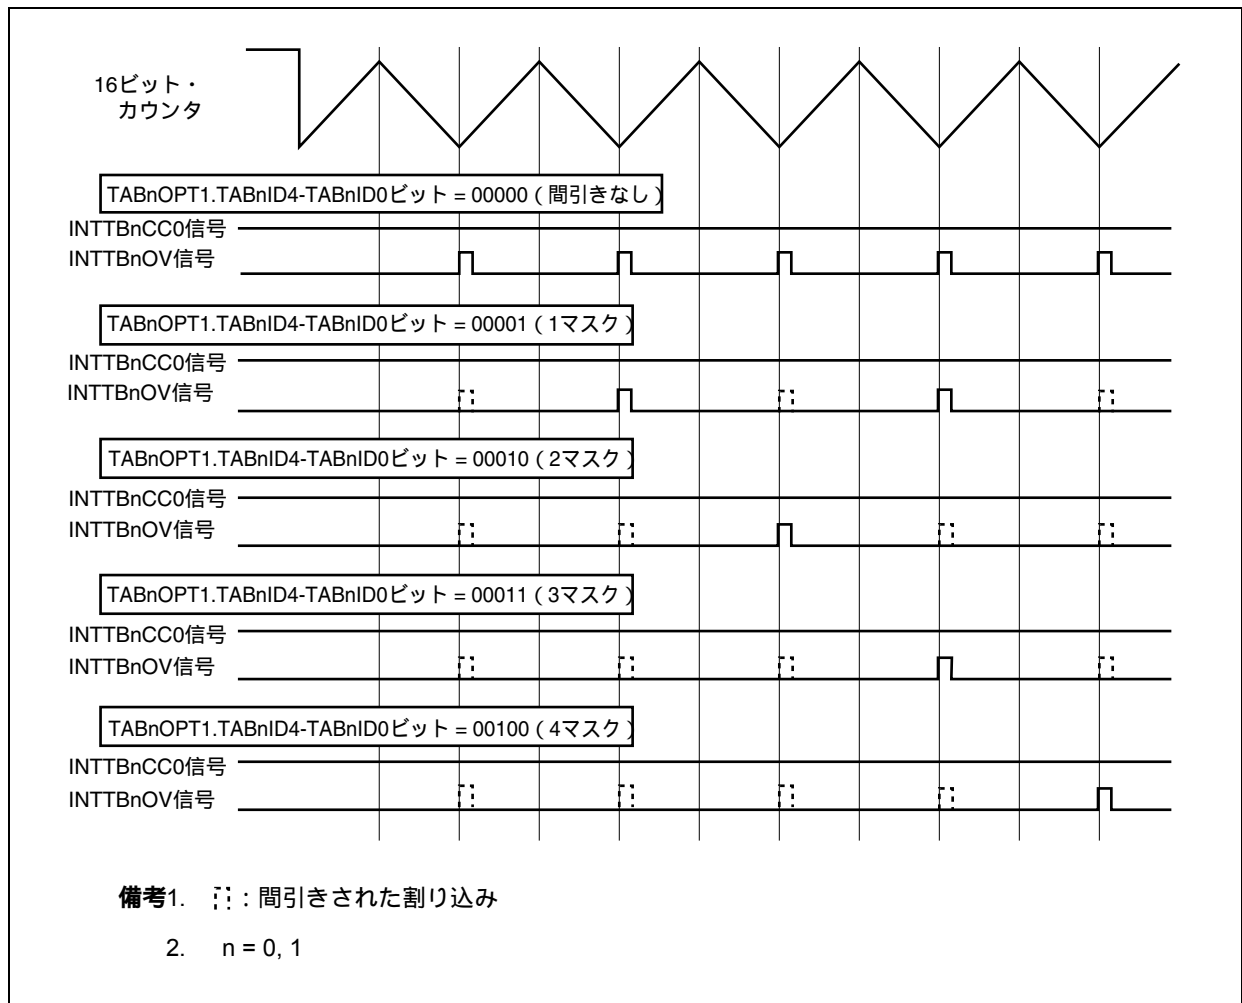 16ビット・
カウンタ
TABnOPT1.TABnID4-TABnID0ビット = 00000（間引きなし）
INTTBnCC0信号
INTTBnOV信号
TABnOPT1.TABnID4-TABnID0ビット = 00001（1マスク）
INTTBnCC0信号
INTTBnOV信号
TABnOPT1.TABnID4-TABnID0ビット = 00010（2マスク）
INTTBnCC0信号
INTTBnOV信号
TABnOPT1.TABnID4-TABnID0ビット = 00011（3マスク）
INTTBnCC0信号
INTTBnOV信号
TABnOPT1.TABnID4-TABnID0ビット = 00100（4マスク）
INTTBnCC0信号
INTTBnOV信号
備考1. ：間引きされた割り込み
2. n = 0, 1